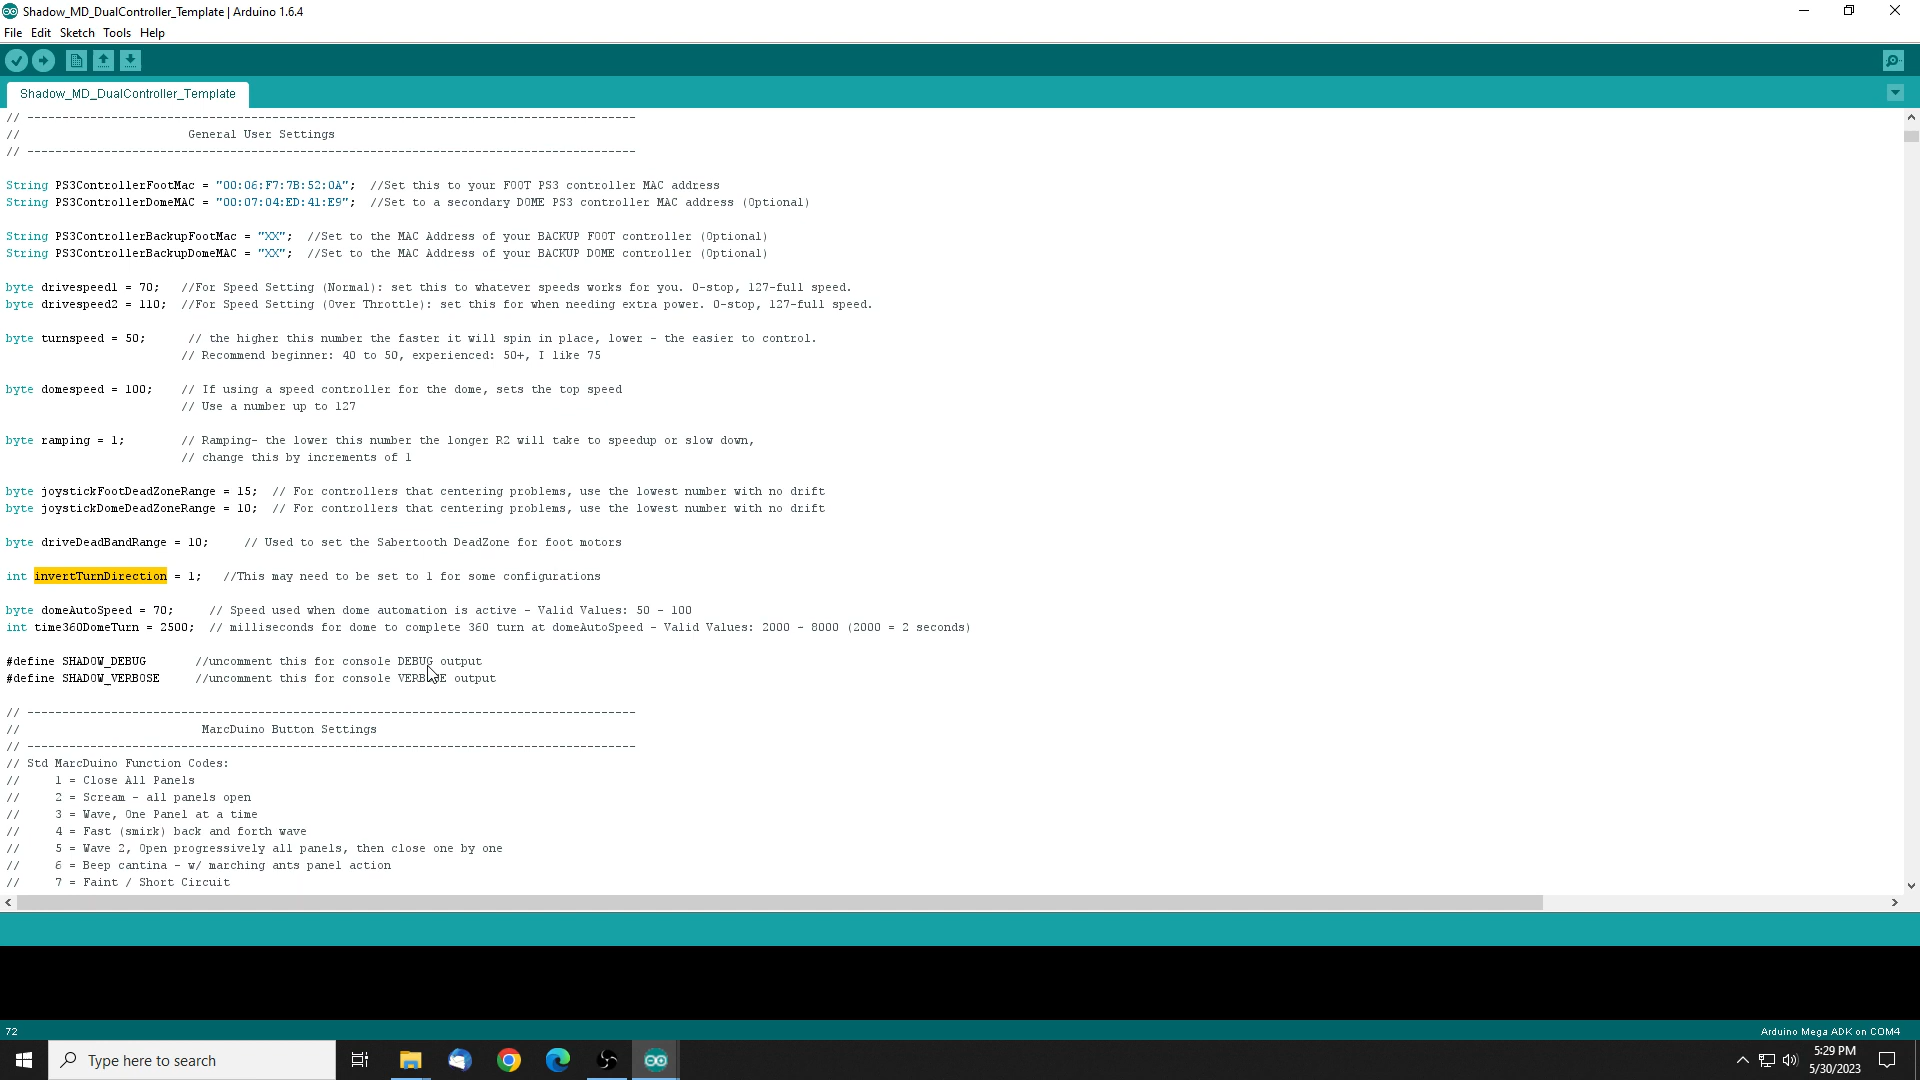 Shadow_MD_DualController_Template | Arduino 1.6.4
File Edit Sketch Tools Help
Shadow_MD_DualController_Template
// ---------------------------------------------------------------------------------------
//                        General User Settings
// ---------------------------------------------------------------------------------------
String PS3ControllerFootMac = "00:06:F7:7B:52:0A";  //Set this to your FOOT PS3 controller MAC address
String PS3ControllerDomeMAC = "00:07:04:ED:41:E9";  //Set to a secondary DOME PS3 controller MAC address (Optional)
String PS3ControllerBackupFootMac = "XX";  //Set to the MAC Address of your BACKUP FOOT controller (Optional)
String PS3ControllerBackupDomeMAC = "XX";  //Set to the MAC Address of your BACKUP DOME controller (Optional)
byte drivespeed1 = 70;   //For Speed Setting (Normal): set this to whatever speeds works for you. 0-stop, 127-full speed.
byte drivespeed2 = 110;  //For Speed Setting (Over Throttle): set this for when needing extra power. 0-stop, 127-full speed.
byte turnspeed = 50;      // the higher this number the faster it will spin in place, lower - the easier to control.
                         // Recommend beginner: 40 to 50, experienced: 50+, I like 75
byte domespeed = 100;    // If using a speed controller for the dome, sets the top speed
                         // Use a number up to 127
byte ramping = 1;        // Ramping- the lower this number the longer R2 will take to speedup or slow down,
                         // change this by increments of 1
byte joystickFootDeadZoneRange = 15;  // For controllers that centering problems, use the lowest number with no drift
byte joystickDomeDeadZoneRange = 10;  // For controllers that centering problems, use the lowest number with no drift
byte driveDeadBandRange = 10;     // Used to set the Sabertooth DeadZone for foot motors
int invertTurnDirection = 1;   //This may need to be set to 1 for some configurations
byte domeAutoSpeed = 70;     // Speed used when dome automation is active - Valid Values: 50 - 100
int time360DomeTurn = 2500;  // milliseconds for dome to complete 360 turn at domeAutoSpeed - Valid Values: 2000 - 8000 (2000 = 2 seconds)
#define SHADOW_DEBUG       //uncomment this for console DEBUG output
#define SHADOW_VERBOSE     //uncomment this for console VERBOSE output
// ---------------------------------------------------------------------------------------
//                          MarcDuino Button Settings
// ---------------------------------------------------------------------------------------
// Std MarcDuino Function Codes:
//     1 = Close All Panels
//     2 = Scream - all panels open
//     3 = Wave, One Panel at a time
//     4 = Fast (smirk) back and forth wave
//     5 = Wave 2, Open progressively all panels, then close one by one
//     6 = Beep cantina - w/ marching ants panel action
//     7 = Faint / Short Circuit
72
Arduino Mega ADK on COM4
Type here to search
5:29 PM
5/30/2023